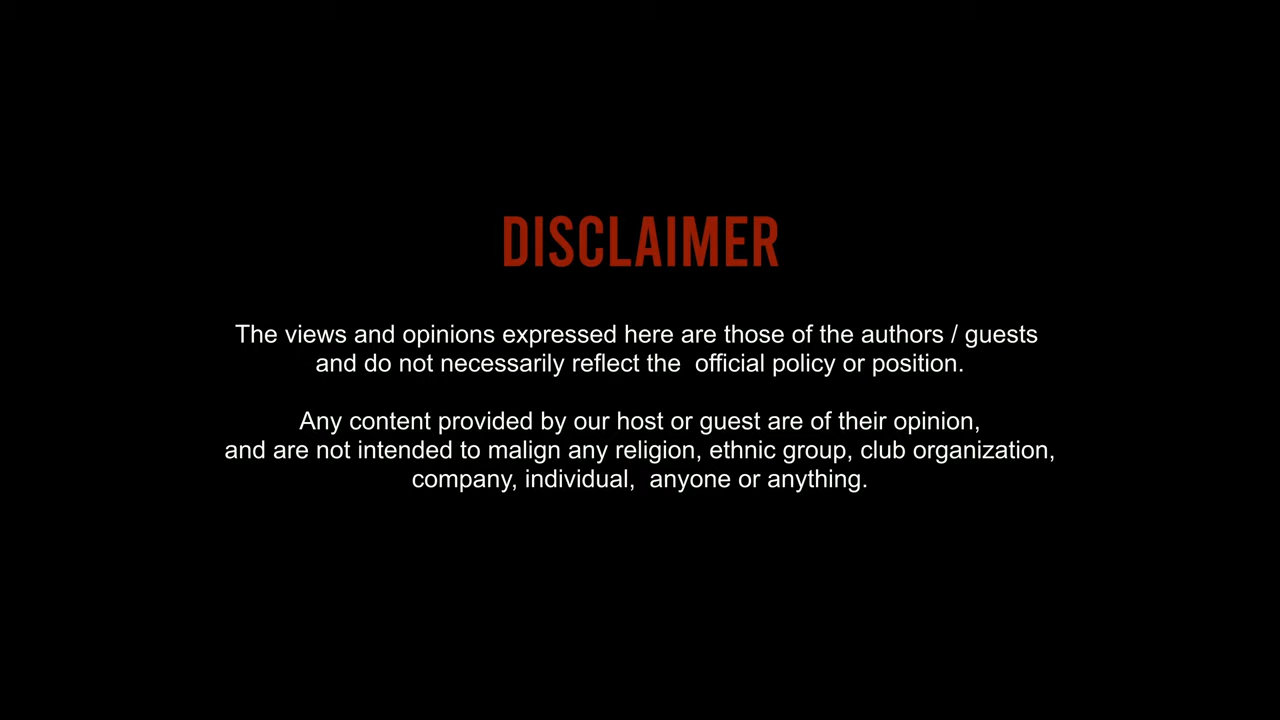 DISCLAIMER
The views and opinions expressed here are those of the authors / guests
and do not necessarily reflect the  official policy or position.
Any content provided by our host or guest are of their opinion,
and are not intended to malign any religion, ethnic group, club organization,
company, individual,  anyone or anything.